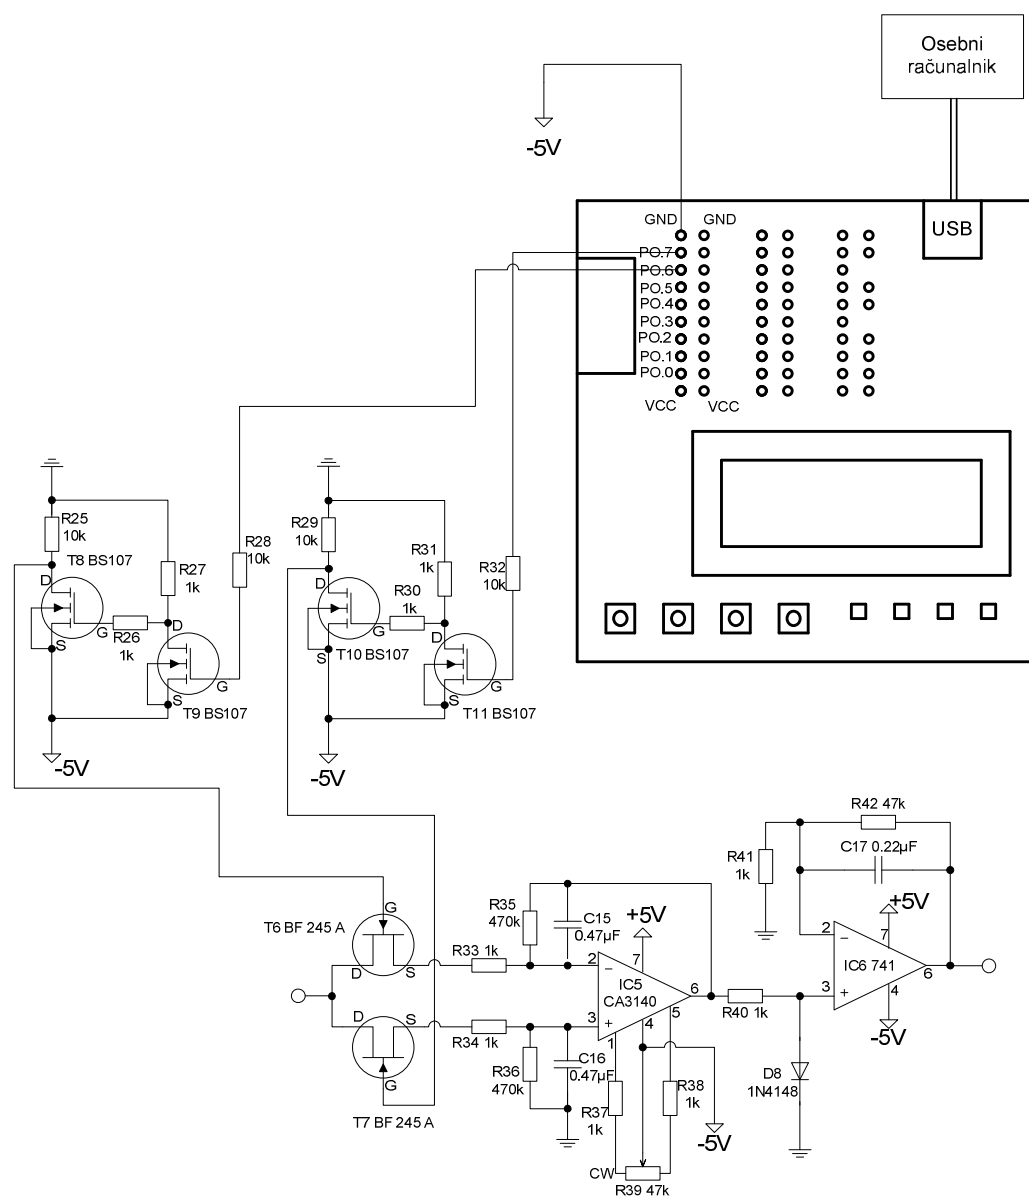 Osebni
računalnik
-5V
USB
GND GND
PO.7
PO.6
PO.5
PO.4
PO.3
PO.2
PO.1
PO.0
VCC VCC
R25
10k
T8 BS107
D
G
S
R26
1k
R27
1k
R28
10k
D
G
S
T9 BS107
-5V
R29
10k
D
G
S
T10 BS107
R30
1k
R31
1k
R32
10k
D
G
S
T11 BS107
-5V
T6 BF 245 A
G
D
S
R33 1k
R35
470k
C15
0.47µF
+5V
7
2
−
IC5
CA3140
6
3
+
1
4
5
D
S
G
T7 BF 245 A
R34 1k
R36
470k
C16
0.47µF
R37
1k
R38
1k
-5V
CW
R39 47k
R40 1k
D8
1N4148
R41
1k
R42 47k
C17 0.22µF
+5V
7
2
−
IC6 741
6
3
+
4
-5V